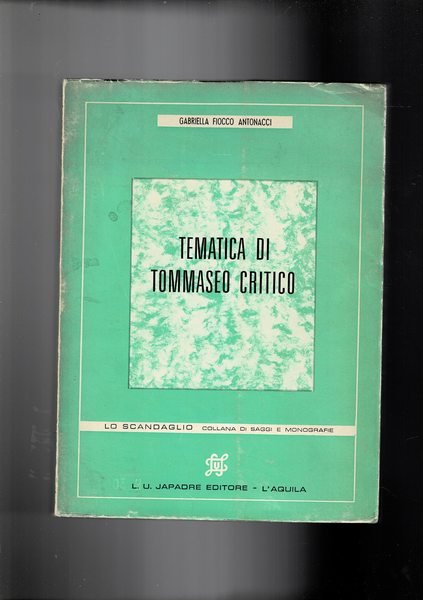 GABRIELLA FIOCCO ANTONACCI
TEMATICA DI
TOMMASEO CRITICO
LO SCANDAGLIO COLLANA DI SAGGI E MONOGRAFIE
L. U. JAPADRE EDITORE - L'AQUILA